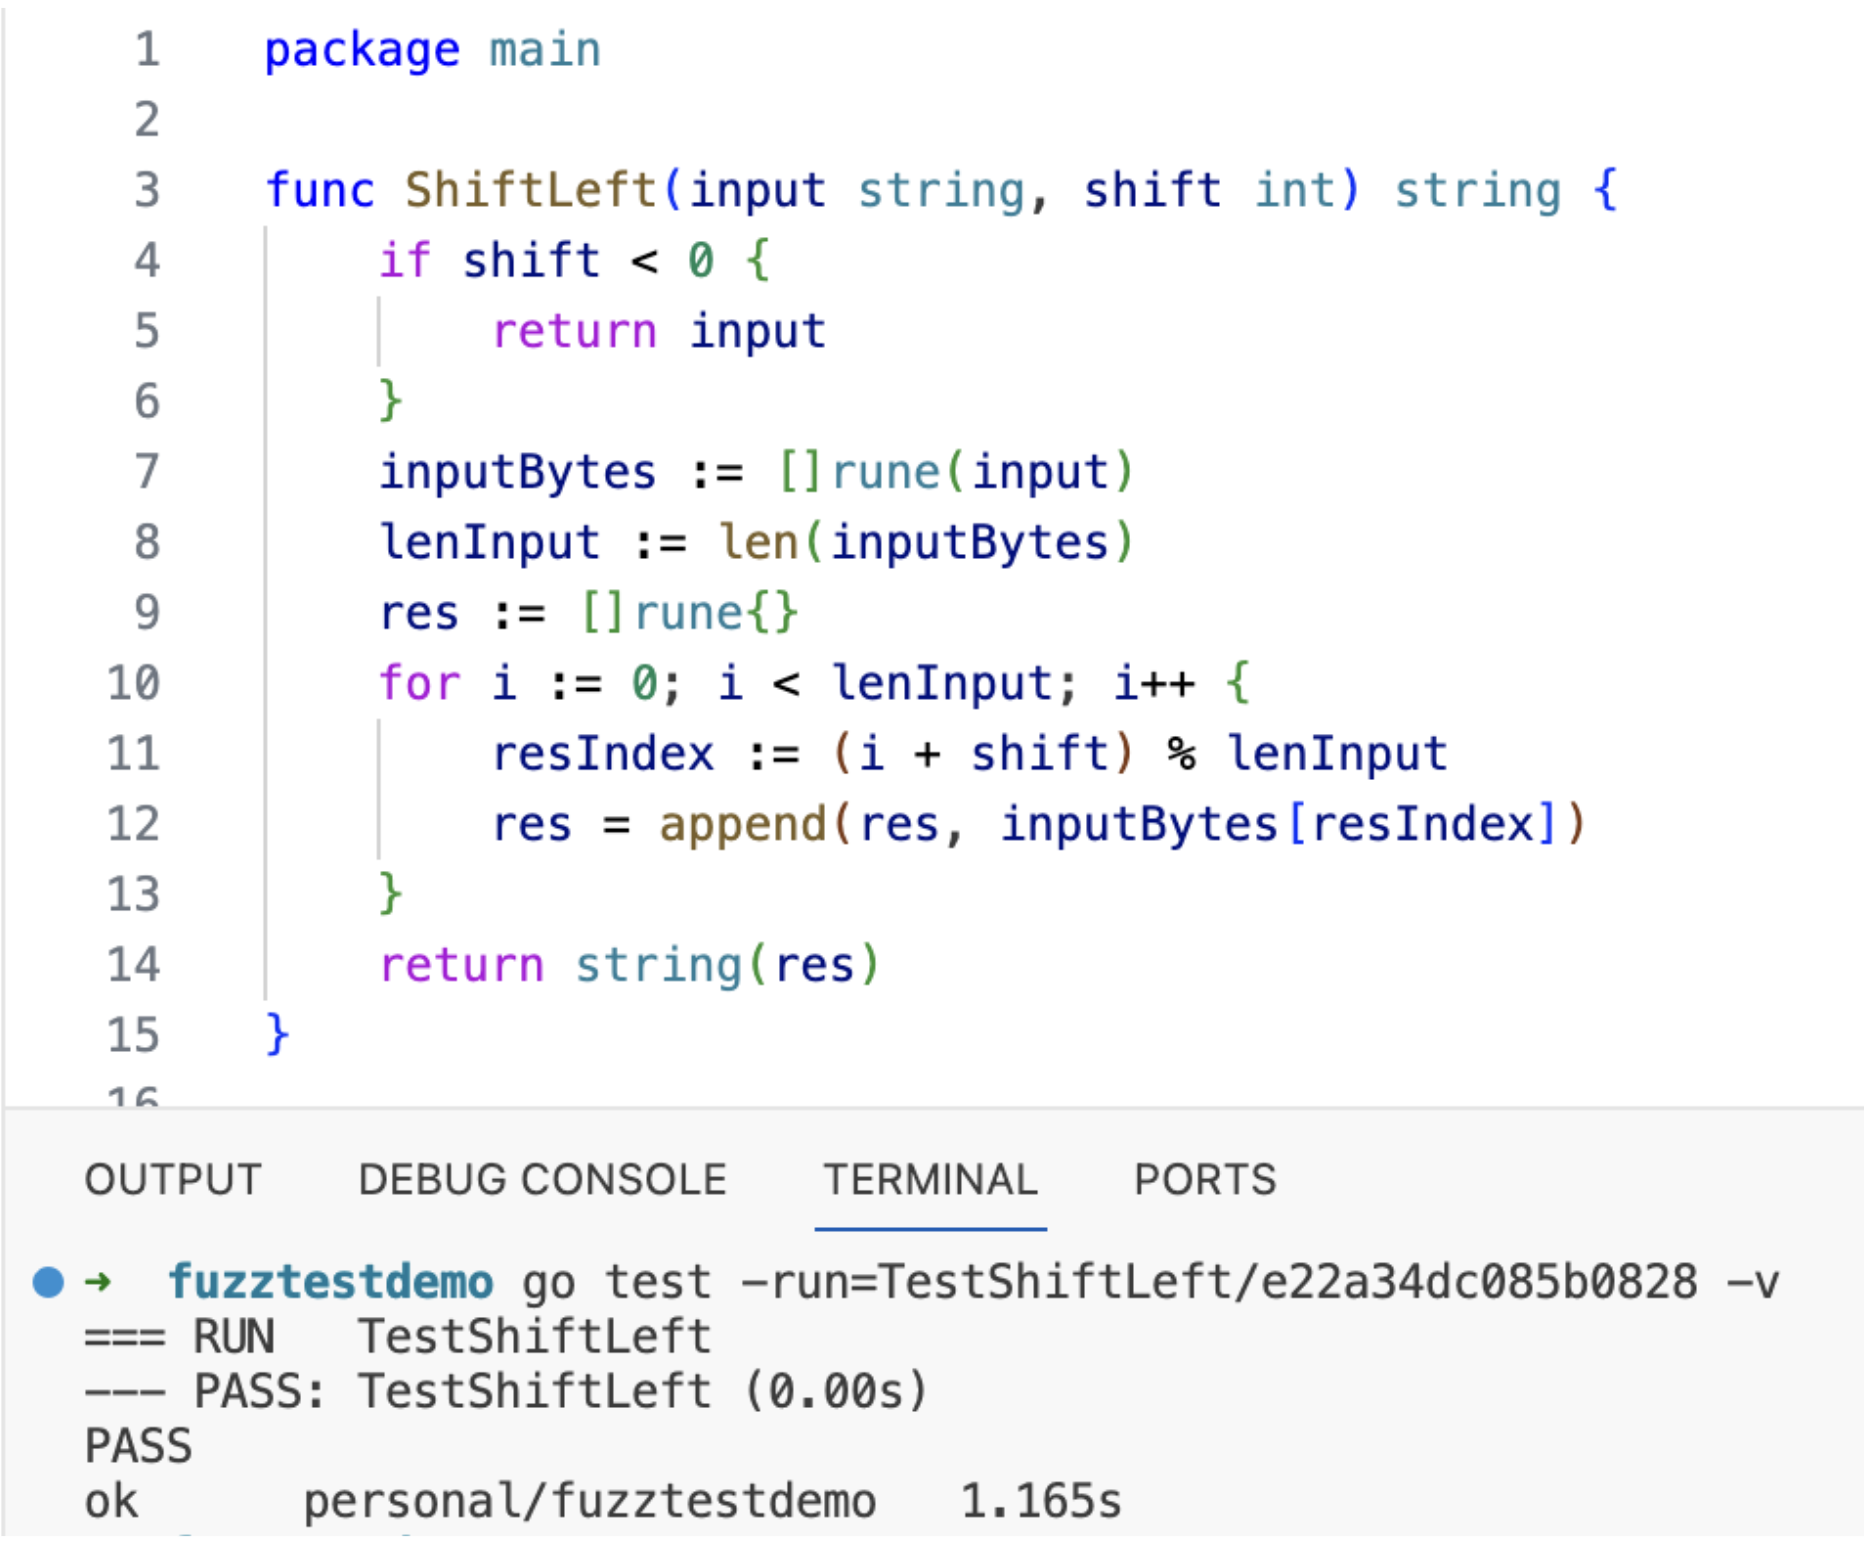 1 package main
2
3 func ShiftLeft(input string, shift int) string {
4 if shift < 0 {
5 return input
6 }
7 inputBytes := []rune(input)
8 lenInput := len(inputBytes)
9 res := []rune{}
10 for i := 0; i < lenInput; i++ {
11 resIndex := (i + shift) % lenInput
12 res = append(res, inputBytes[resIndex])
13 }
14 return string(res)
15 }
16
OUTPUT DEBUG CONSOLE TERMINAL PORTS
➜ fuzztestdemo go test -run=TestShiftLeft/e22a34dc085b0828 -v
=== RUN TestShiftLeft
--- PASS: TestShiftLeft (0.00s)
PASS
ok personal/fuzztestdemo 1.165s